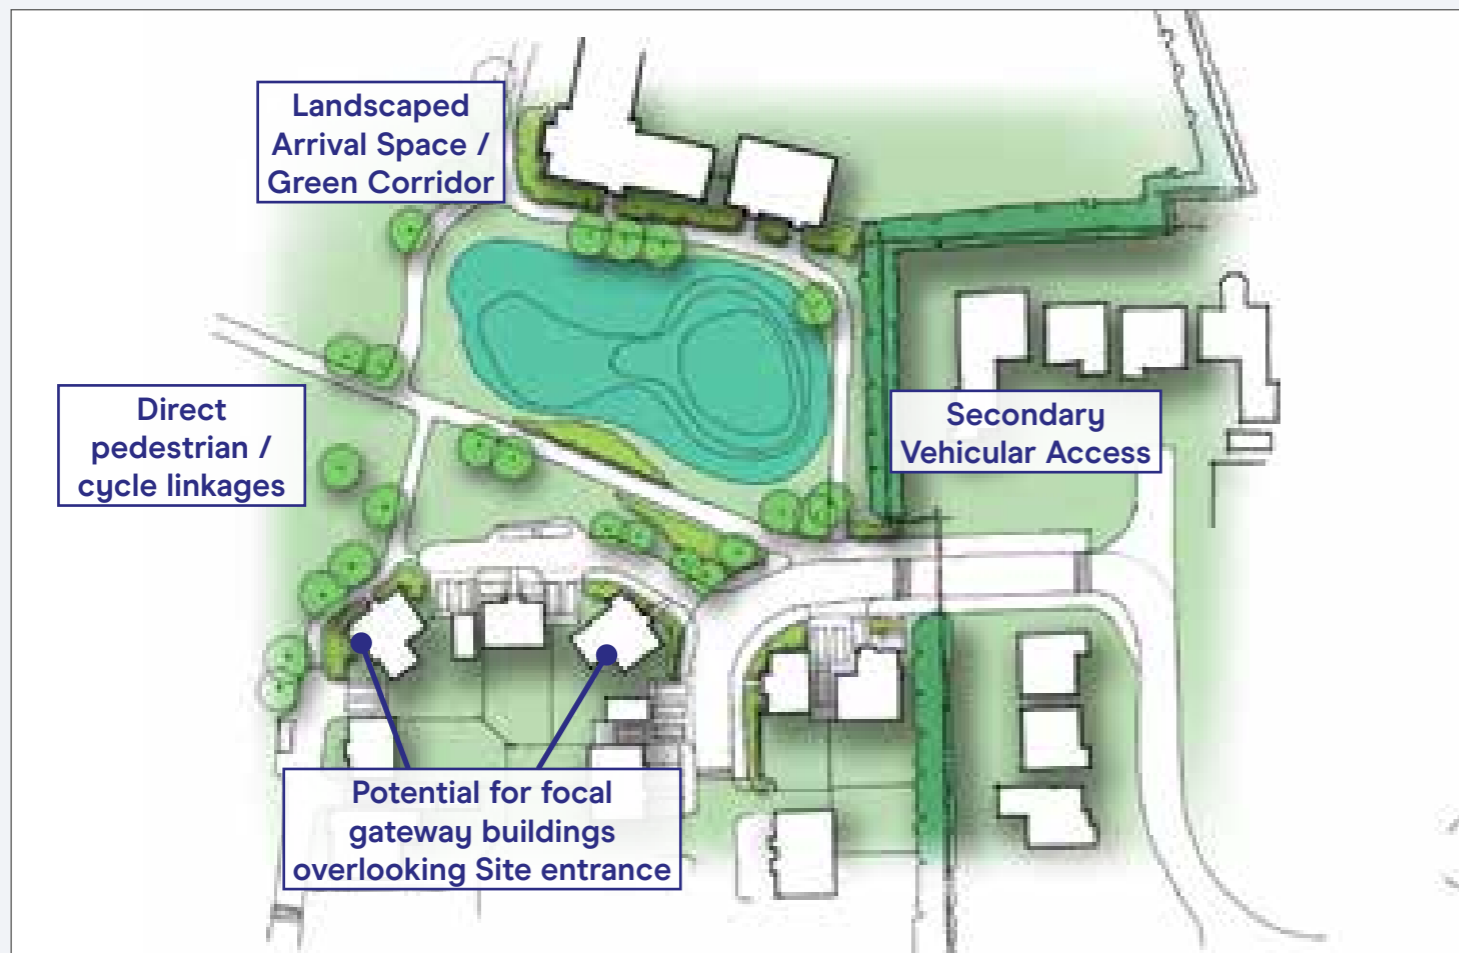 Landscaped
Arrival Space /
Green Corridor
Direct
pedestrian /
cycle linkages
Secondary
Vehicular Access
Potential for focal
gateway buildings
overlooking Site entrance